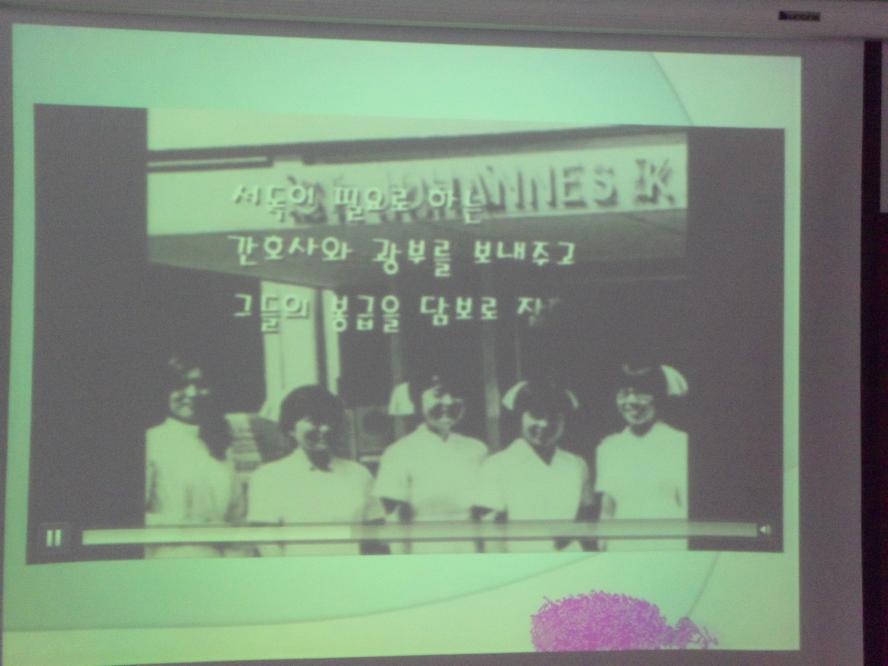 JOHANNES K
서독이 필요로 하는
간호사와 광부를 보내주고
그들의 봉급을 담보로